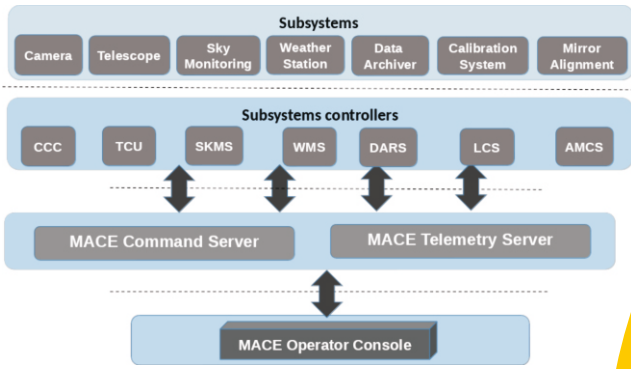 Subsystems
Camera
Telescope
Sky
Monitoring
Weather
Station
Data
Archiver
Calibration
System
Mirror
Alignment
Subsystems controllers
CCC
TCU
SKMS
WMS
DARS
LCS
AMCS
MACE Command Server
MACE Telemetry Server
MACE Operator Console